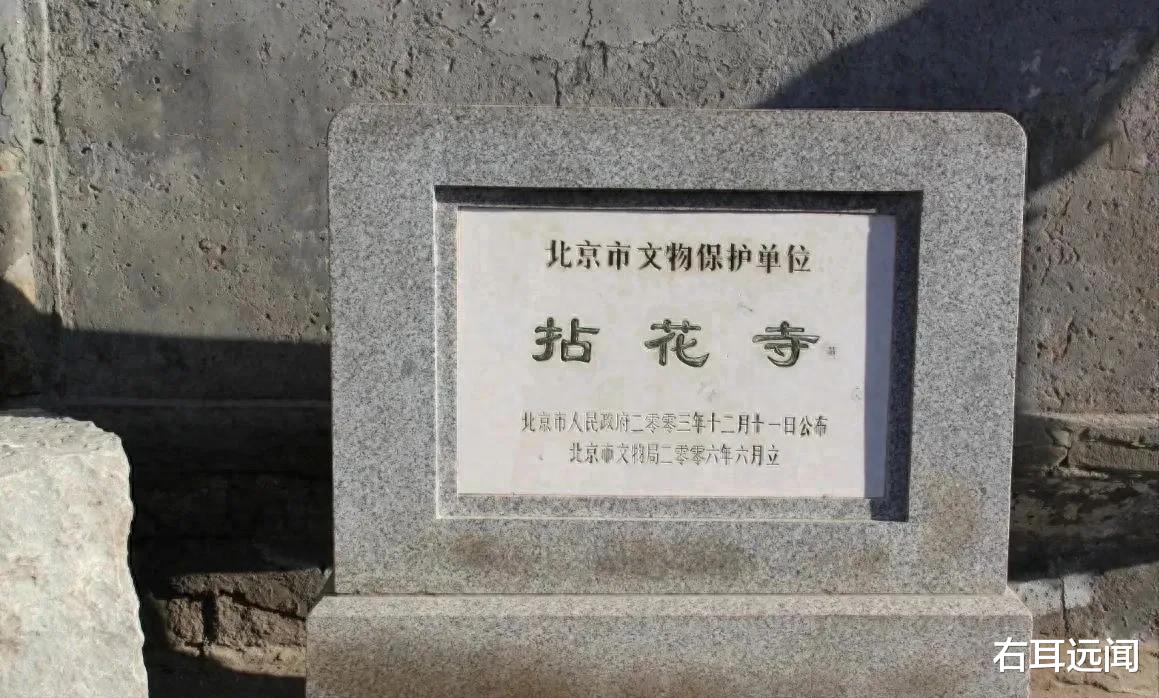 北京市文物保护单位
拈花寺
北京市人民政府二零零三年十二月十一日公布
北京市文物局二零零六年六月立
右耳远闻